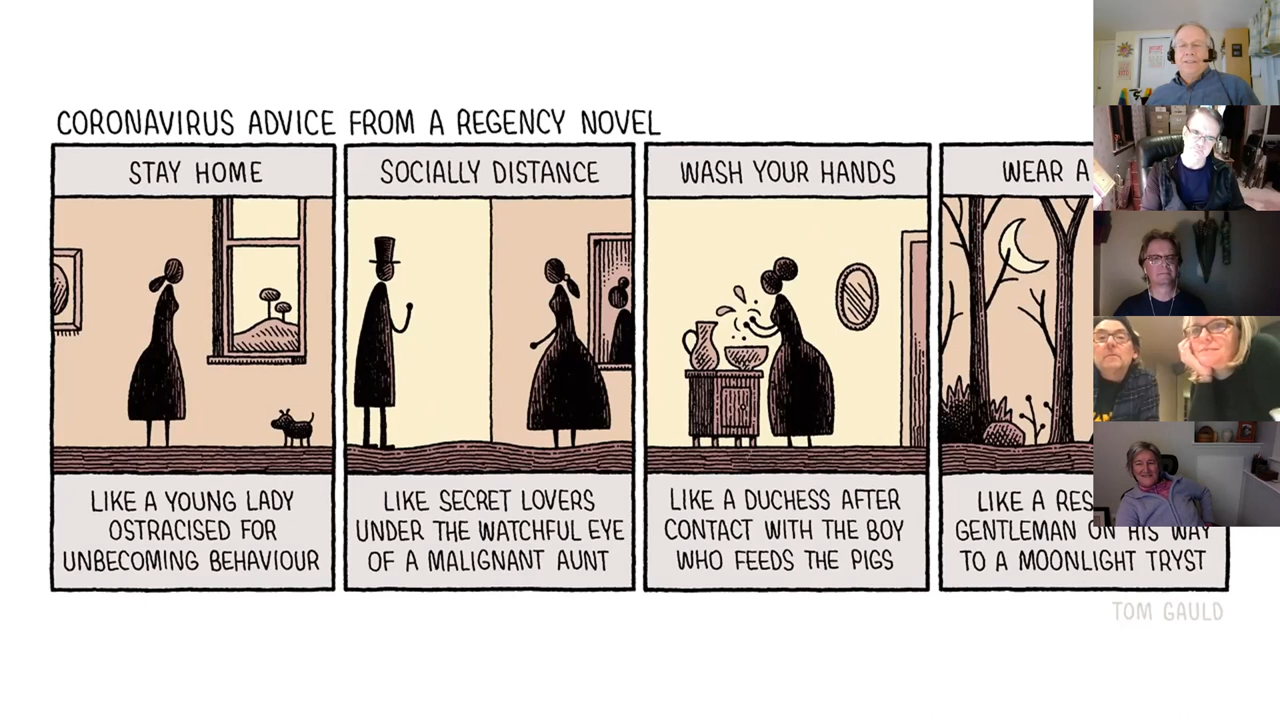 CORONAVIRUS ADVICE FROM A REGENCY NOVEL
STAY HOME
LIKE A YOUNG LADY
OSTRACISED FOR
UNBECOMING BEHAVIOUR
SOCIALLY DISTANCE
LIKE SECRET LOVERS
UNDER THE WATCHFUL EYE
OF A MALIGNANT AUNT
WASH YOUR HANDS
LIKE A DUCHESS AFTER
CONTACT WITH THE BOY
WHO FEEDS THE PIGS
WEAR A
LIKE A RES
GENTLEMAN ON HIS WAY
TO A MOONLIGHT TRYST
TOM GAULD